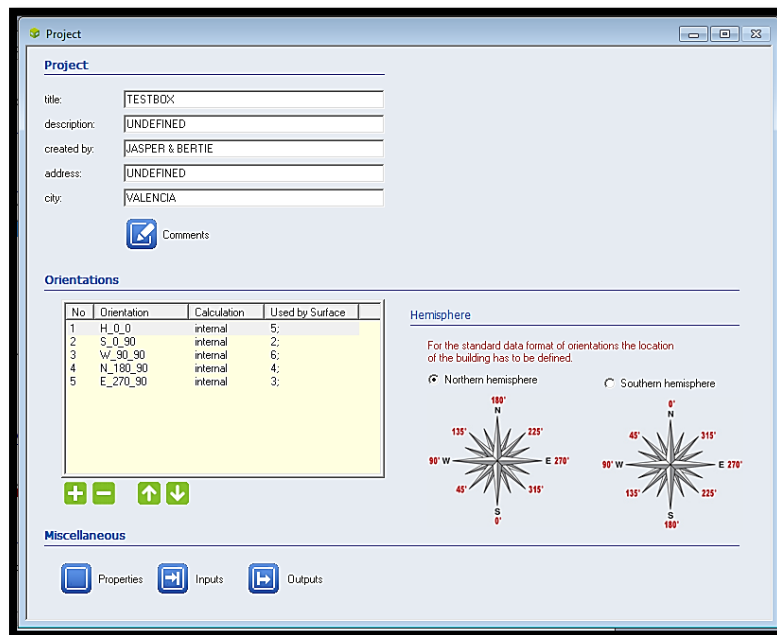 Project
Project
title: TESTBOX
description: UNDEFINED
created by: JASPER & BERTIE
address: UNDEFINED
city: VALENCIA
Comments
Orientations
No Orientation Calculation Used by Surface
1 H_0_0 internal 5;
2 S_0_90 internal 2;
3 W_90_90 internal 6;
4 N_180_90 internal 4;
5 E_270_90 internal 3;
Hemisphere
For the standard data format of orientations the location
of the building has to be defined.
Northern hemisphere
180'
N
135' 225'
90' W E 270'
45' 315'
S
0'
Southern hemisphere
0'
N
45' 315'
90' W E 270'
135' 225'
S
180'
Miscellaneous
Properties Inputs Outputs